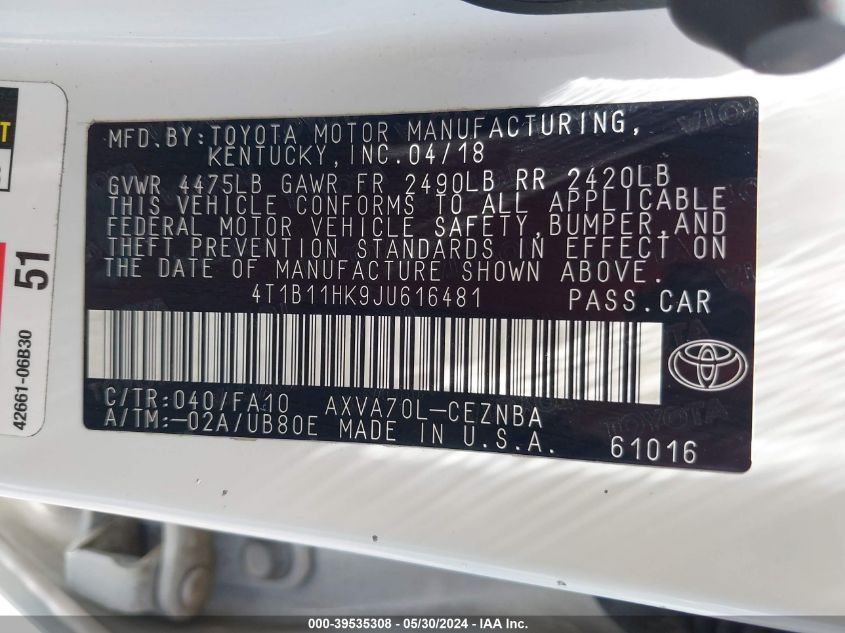 MFD. BY: TOYOTA MOTOR MANUFACTURING,
KENTUCKY, INC. 04/18
GVWR 4475LB GAWR FR 2490LB RR 2420LB
THIS VEHICLE CONFORMS TO ALL APPLICABLE
FEDERAL MOTOR VEHICLE SAFETY, BUMPER, AND
THEFT PREVENTION STANDARDS IN EFFECT ON
THE DATE OF MANUFACTURE SHOWN ABOVE.
4T1B11HK9JU616481 PASS.CAR
C/TR: 040/FA10 AXVA70L-CEZNBA
A/TM: -02A/UB80E MADE IN U.S.A. 61016
51
42661-06B30
TOYOTA
000-39535308 - 05/30/2024 - IAA Inc.